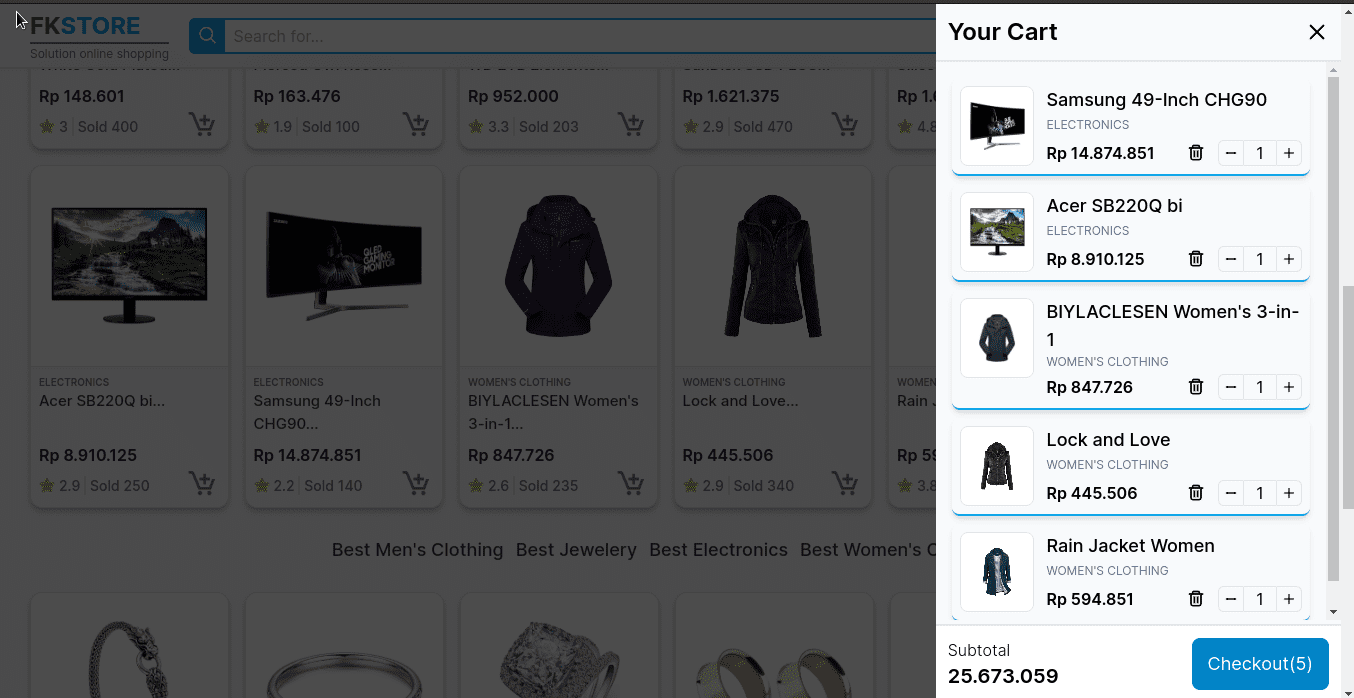 FKSTORE
Solution online shopping
Search for...
Rp 148.601
3 | Sold 400
Rp 163.476
1.9 | Sold 100
Rp 952.000
3.3 | Sold 203
Rp 1.621.375
2.9 | Sold 470
Rp 1.6
4.8
SAMSUNG
QLED
GAMING
MONITOR
ELECTRONICS
Acer SB220Q bi...
Rp 8.910.125
2.9 | Sold 250
ELECTRONICS
Samsung 49-Inch
CHG90...
Rp 14.874.851
2.2 | Sold 140
WOMEN'S CLOTHING
BIYLACLESEN Women's
3-in-1...
Rp 847.726
2.6 | Sold 235
WOMEN'S CLOTHING
Lock and Love...
Rp 445.506
2.9 | Sold 340
WOMEN
Rain J
Rp 59
3.8
Best Men's Clothing
Best Jewelery
Best Electronics
Best Women's C
Your Cart
Samsung 49-Inch CHG90
ELECTRONICS
Rp 14.874.851
1
Acer SB220Q bi
ELECTRONICS
Rp 8.910.125
1
BIYLACLESEN Women's 3-in-
1
WOMEN'S CLOTHING
Rp 847.726
1
Lock and Love
WOMEN'S CLOTHING
Rp 445.506
1
Rain Jacket Women
WOMEN'S CLOTHING
Rp 594.851
1
Subtotal
25.673.059
Checkout(5)